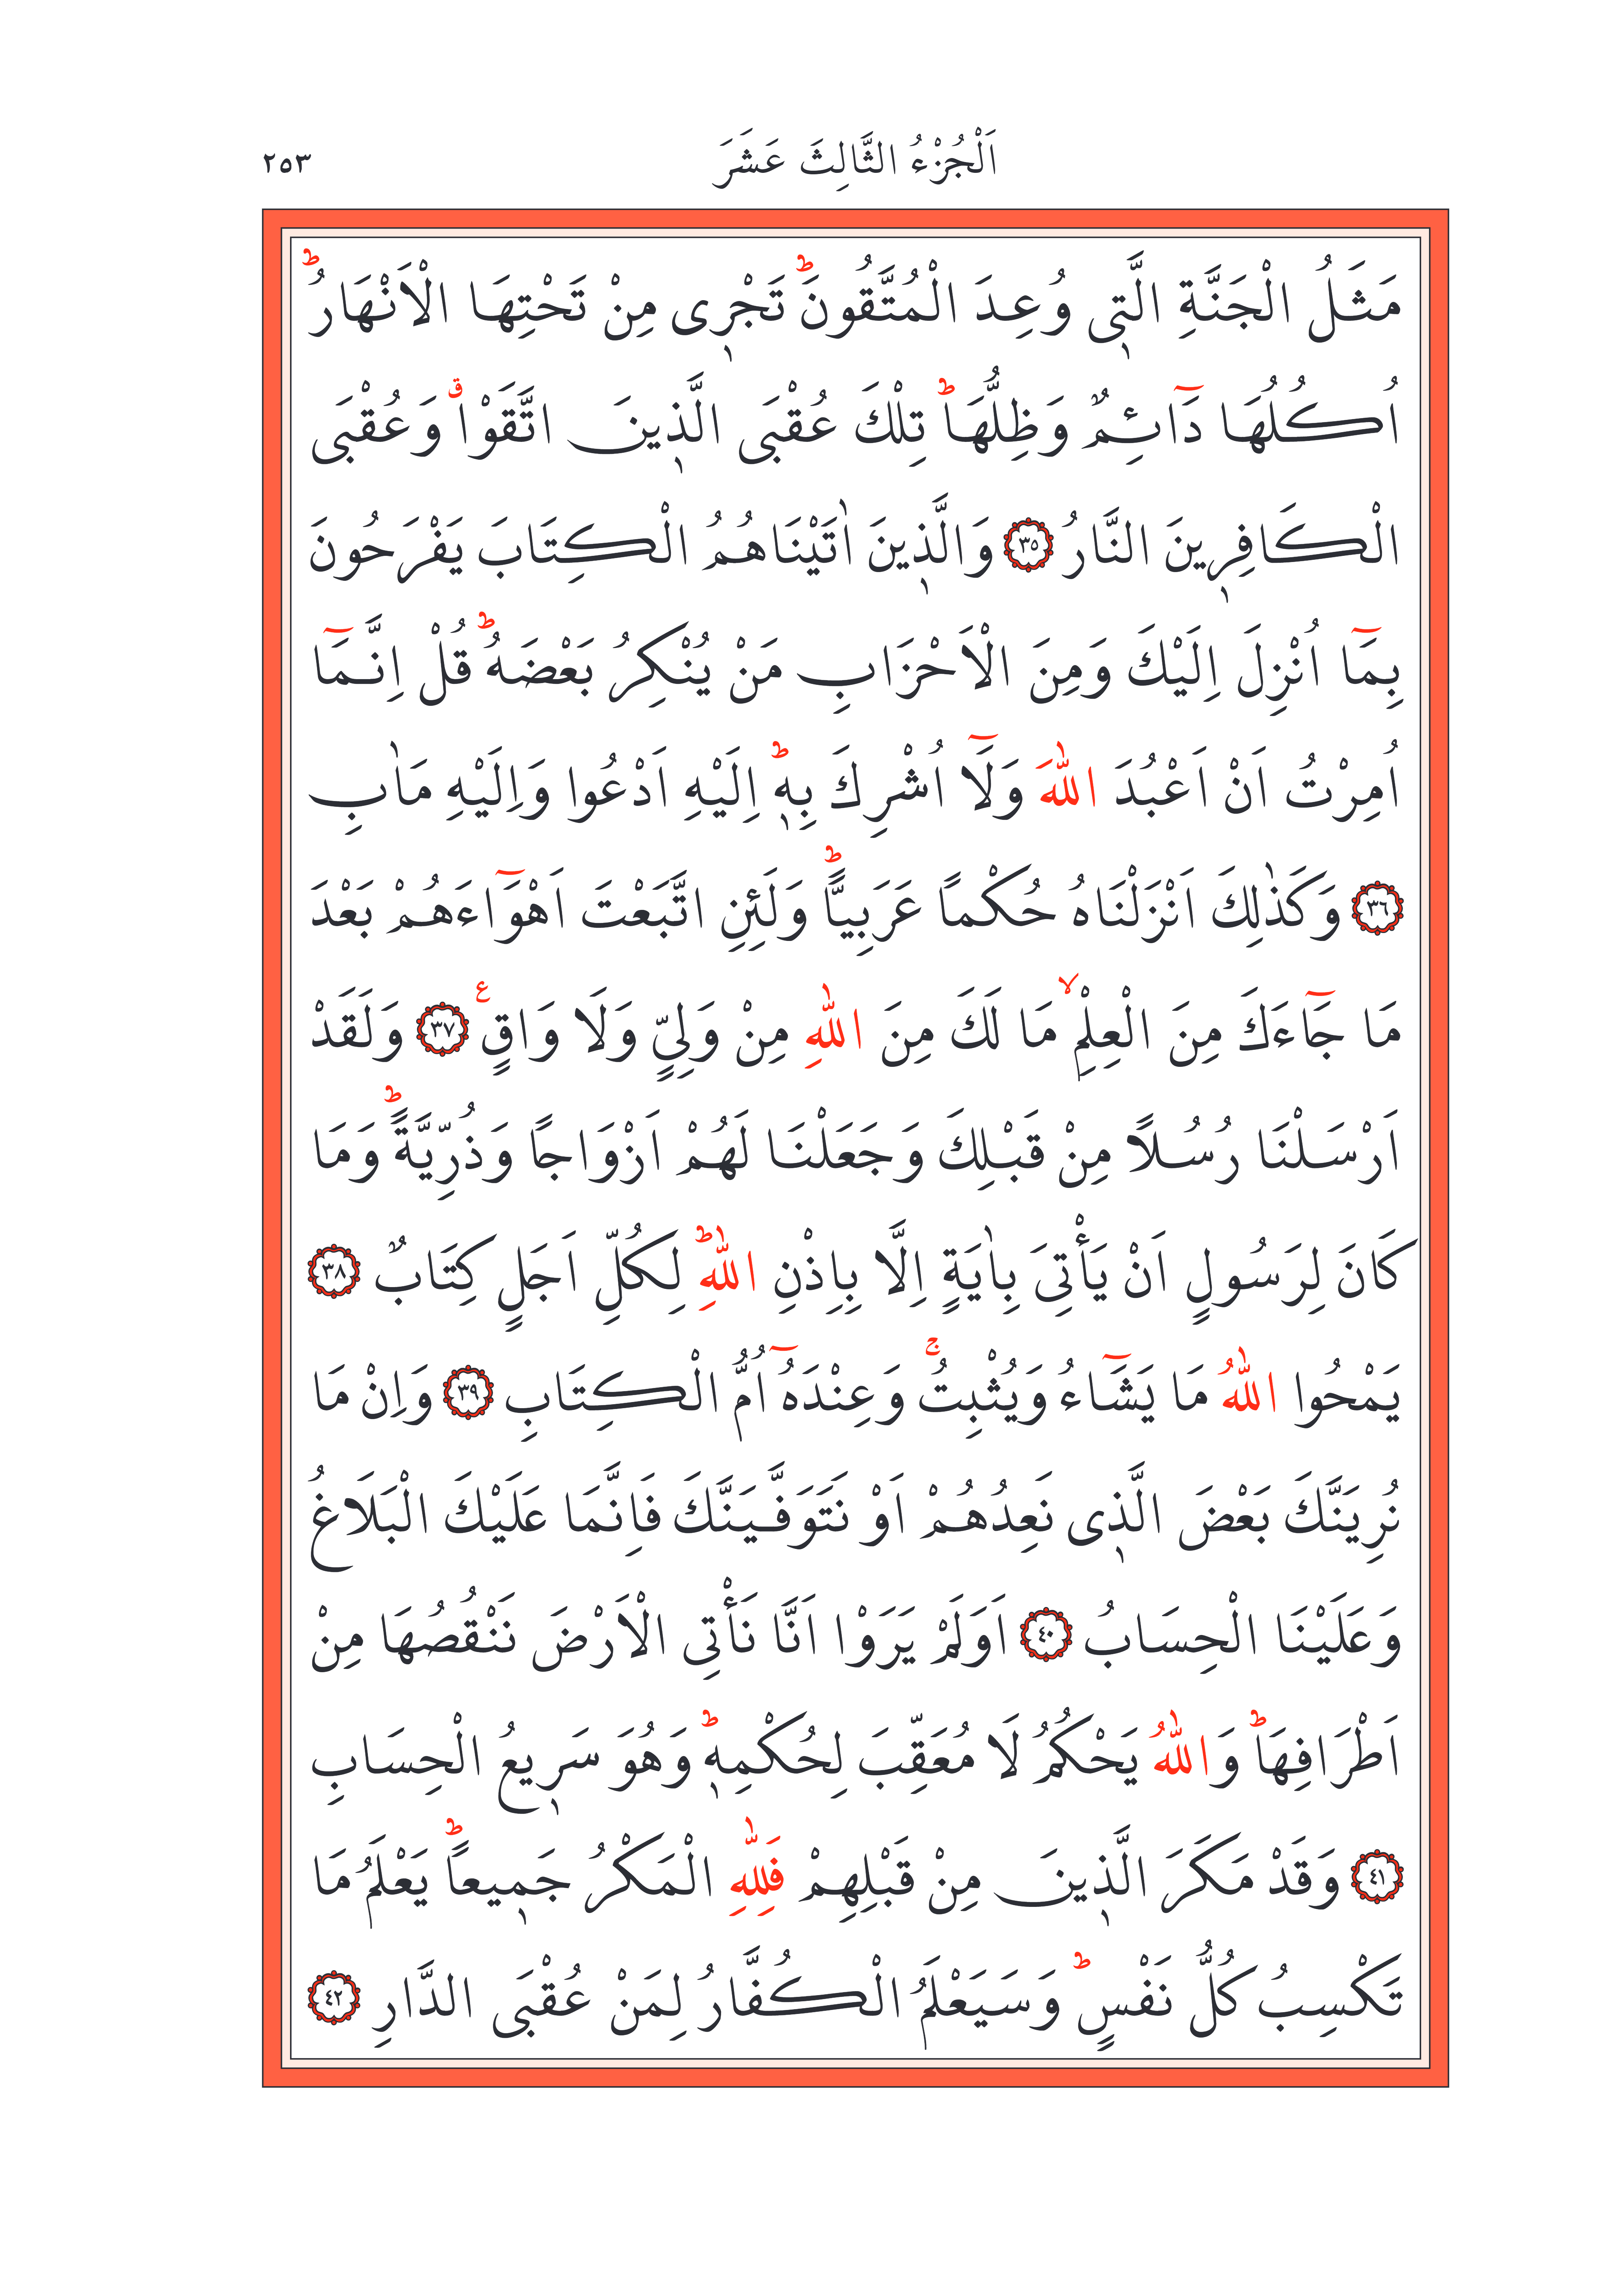 اَلْجُزْءُ الثَّالِثَ عَشَرَ ٢٥٣
مَثَلُ الْجَنَّةِ الَّتٖى وُعِدَ الْمُتَّقُونَؕ تَجْرٖى مِنْ تَحْتِهَا الْاَنْهَارُؕ
اُكُلُهَا دَٓائِمٌ وَظِلُّهَاؕ تِلْكَ عُقْبَى الَّذٖينَ اتَّقَوْاۗ وَعُقْبَى
الْكَافِرٖينَ النَّارُ ﴿٣٥﴾ وَالَّذٖينَ اٰتَيْنَاهُمُ الْكِتَابَ يَفْرَحُونَ
بِمَٓا اُنْزِلَ اِلَيْكَ وَمِنَ الْاَحْزَابِ مَنْ يُنْكِرُ بَعْضَهُؕ قُلْ اِنَّمَٓا
اُمِرْتُ اَنْ اَعْبُدَ اللّٰهَ وَلَٓا اُشْرِكَ بِهٖؕ اِلَيْهِ اَدْعُوا وَاِلَيْهِ مَاٰبِ
﴿٣٦﴾ وَكَذٰلِكَ اَنْزَلْنَاهُ حُكْماً عَرَبِياًّؕ وَلَئِنِ اتَّبَعْتَ اَهْوَٓاءَهُمْ بَعْدَ
مَا جَٓاءَكَ مِنَ الْعِلْمِۙ مَا لَكَ مِنَ اللّٰهِ مِنْ وَلِيٍّ وَلَا وَاقٍࣖ ﴿٣٧﴾ وَلَقَدْ
اَرْسَلْنَا رُسُلاً مِنْ قَبْلِكَ وَجَعَلْنَا لَهُمْ اَزْوَاجاً وَذُرِّيَّةًؕ وَمَا
كَانَ لِرَسُولٍ اَنْ يَأْتِىَ بِاٰيَةٍ اِلَّا بِاِذْنِ اللّٰهِؕ لِكُلِّ اَجَلٍ كِتَابٌ ﴿٣٨﴾
يَمْحُوا اللّٰهُ مَا يَشَٓاءُ وَيُثْبِتُۚ وَعِنْدَهُٓ اُمُّ الْكِتَابِ ﴿٣٩﴾ وَاِنْ مَا
نُرِيَنَّكَ بَعْضَ الَّذٖى نَعِدُهُمْ اَوْ نَتَوَفَّيَنَّكَ فَاِنَّمَا عَلَيْكَ الْبَلَاغُ
وَعَلَيْنَا الْحِسَابُ ﴿٤٠﴾ اَوَلَمْ يَرَوْا اَنَّا نَأْتِى الْاَرْضَ نَنْقُصُهَا مِنْ
اَطْرَافِهَاؕ وَاللّٰهُ يَحْكُمُ لَا مُعَقِّبَ لِحُكْمِهٖؕ وَهُوَ سَرٖيعُ الْحِسَابِ
﴿٤١﴾ وَقَدْ مَكَرَ الَّذٖينَ مِنْ قَبْلِهِمْ فَلِلّٰهِ الْمَكْرُ جَمٖيعاًؕ يَعْلَمُ مَا
تَكْسِبُ كُلُّ نَفْسٍؕ وَسَيَعْلَمُ الْكُفَّارُ لِمَنْ عُقْبَى الدَّارِ ﴿٤٢﴾